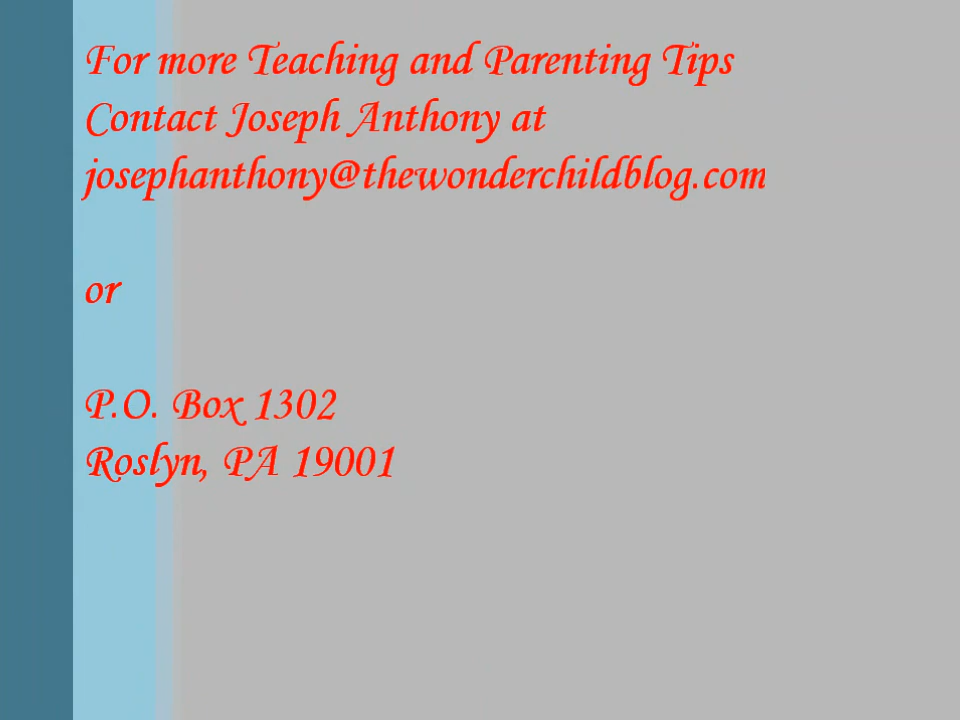 For more Teaching and Parenting Tips
Contact Joseph Anthony at
josephanthony@thewonderchildblog.com
or
P.O. Box 1302
Roslyn, PA 19001